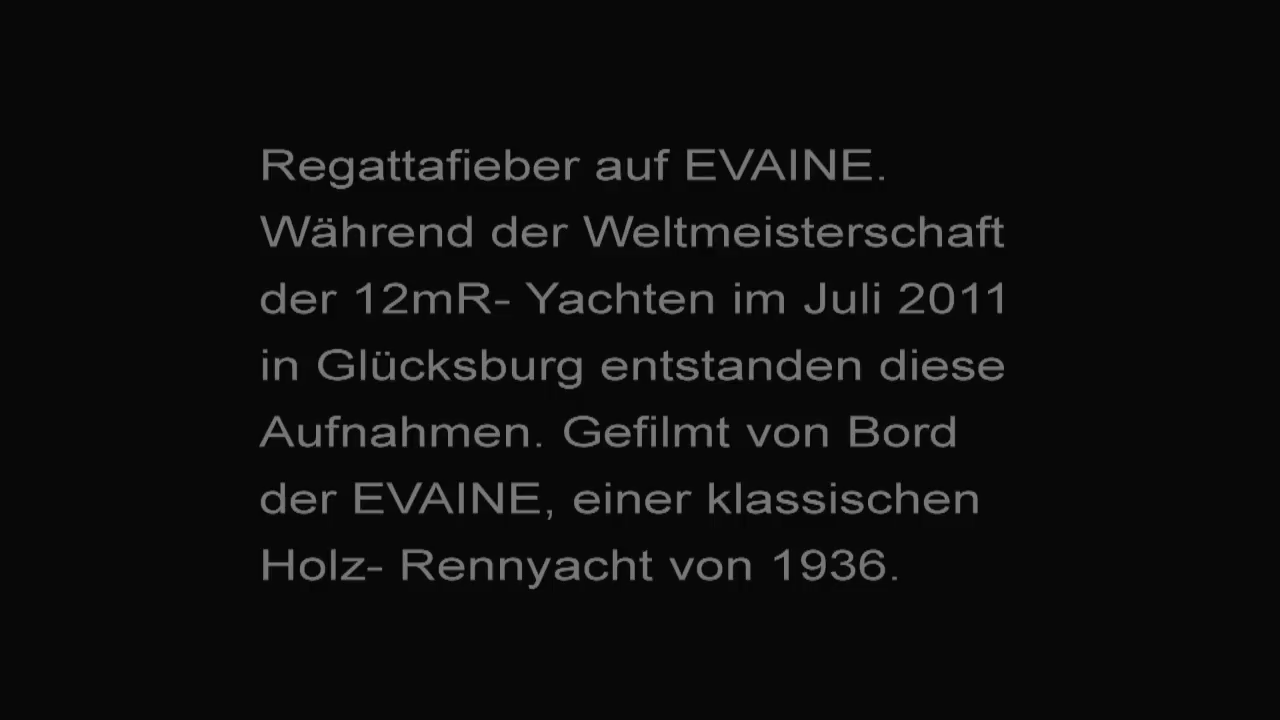 Regattafieber auf EVAINE.
Während der Weltmeisterschaft
der 12mR- Yachten im Juli 2011
in Glücksburg entstanden diese
Aufnahmen. Gefilmt von Bord
der EVAINE, einer klassischen
Holz- Rennyacht von 1936.